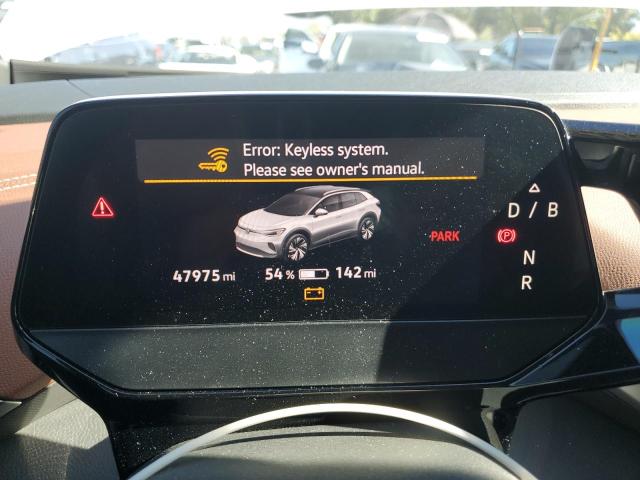 Error: Keyless system.
Please see owner's manual.
D / B
PARK
P
N
R
47975 mi
54 %
142 mi